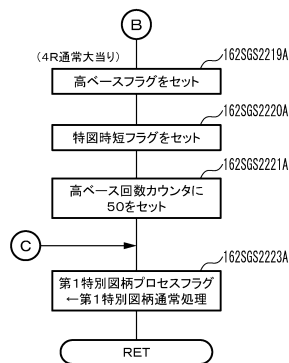 B
(4R通常大当り)
162SGS2219A
高ベースフラグをセット
162SGS2220A
特図時短フラグをセット
162SGS2221A
高ベース回数カウンタに
50をセット
C
162SGS2223A
第1特別図柄プロセスフラグ
←第1特別図柄通常処理
RET